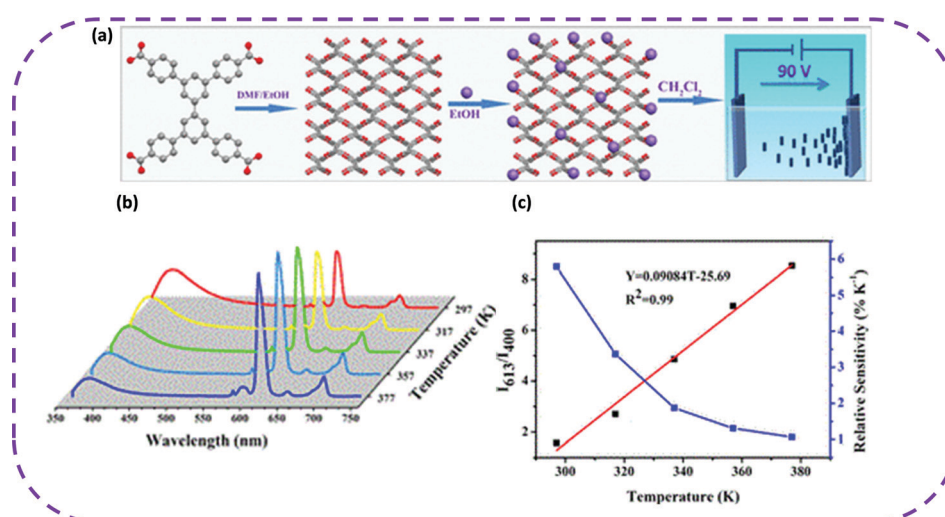 (a)
DMF/EtOH
EtOH
CH2Cl2
90 V
(b)
297
317
337
357
377
Temperature (K)
350 400 450 500 550 600 650 700 750
Wavelength (nm)
(c)
Y=0.09084T-25.69
R²=0.99
8
6
4
2
I613/I400
6
5
4
3
2
1
Relative Sensitivity (% K⁻¹)
300 320 340 360 380
Temperature (K)